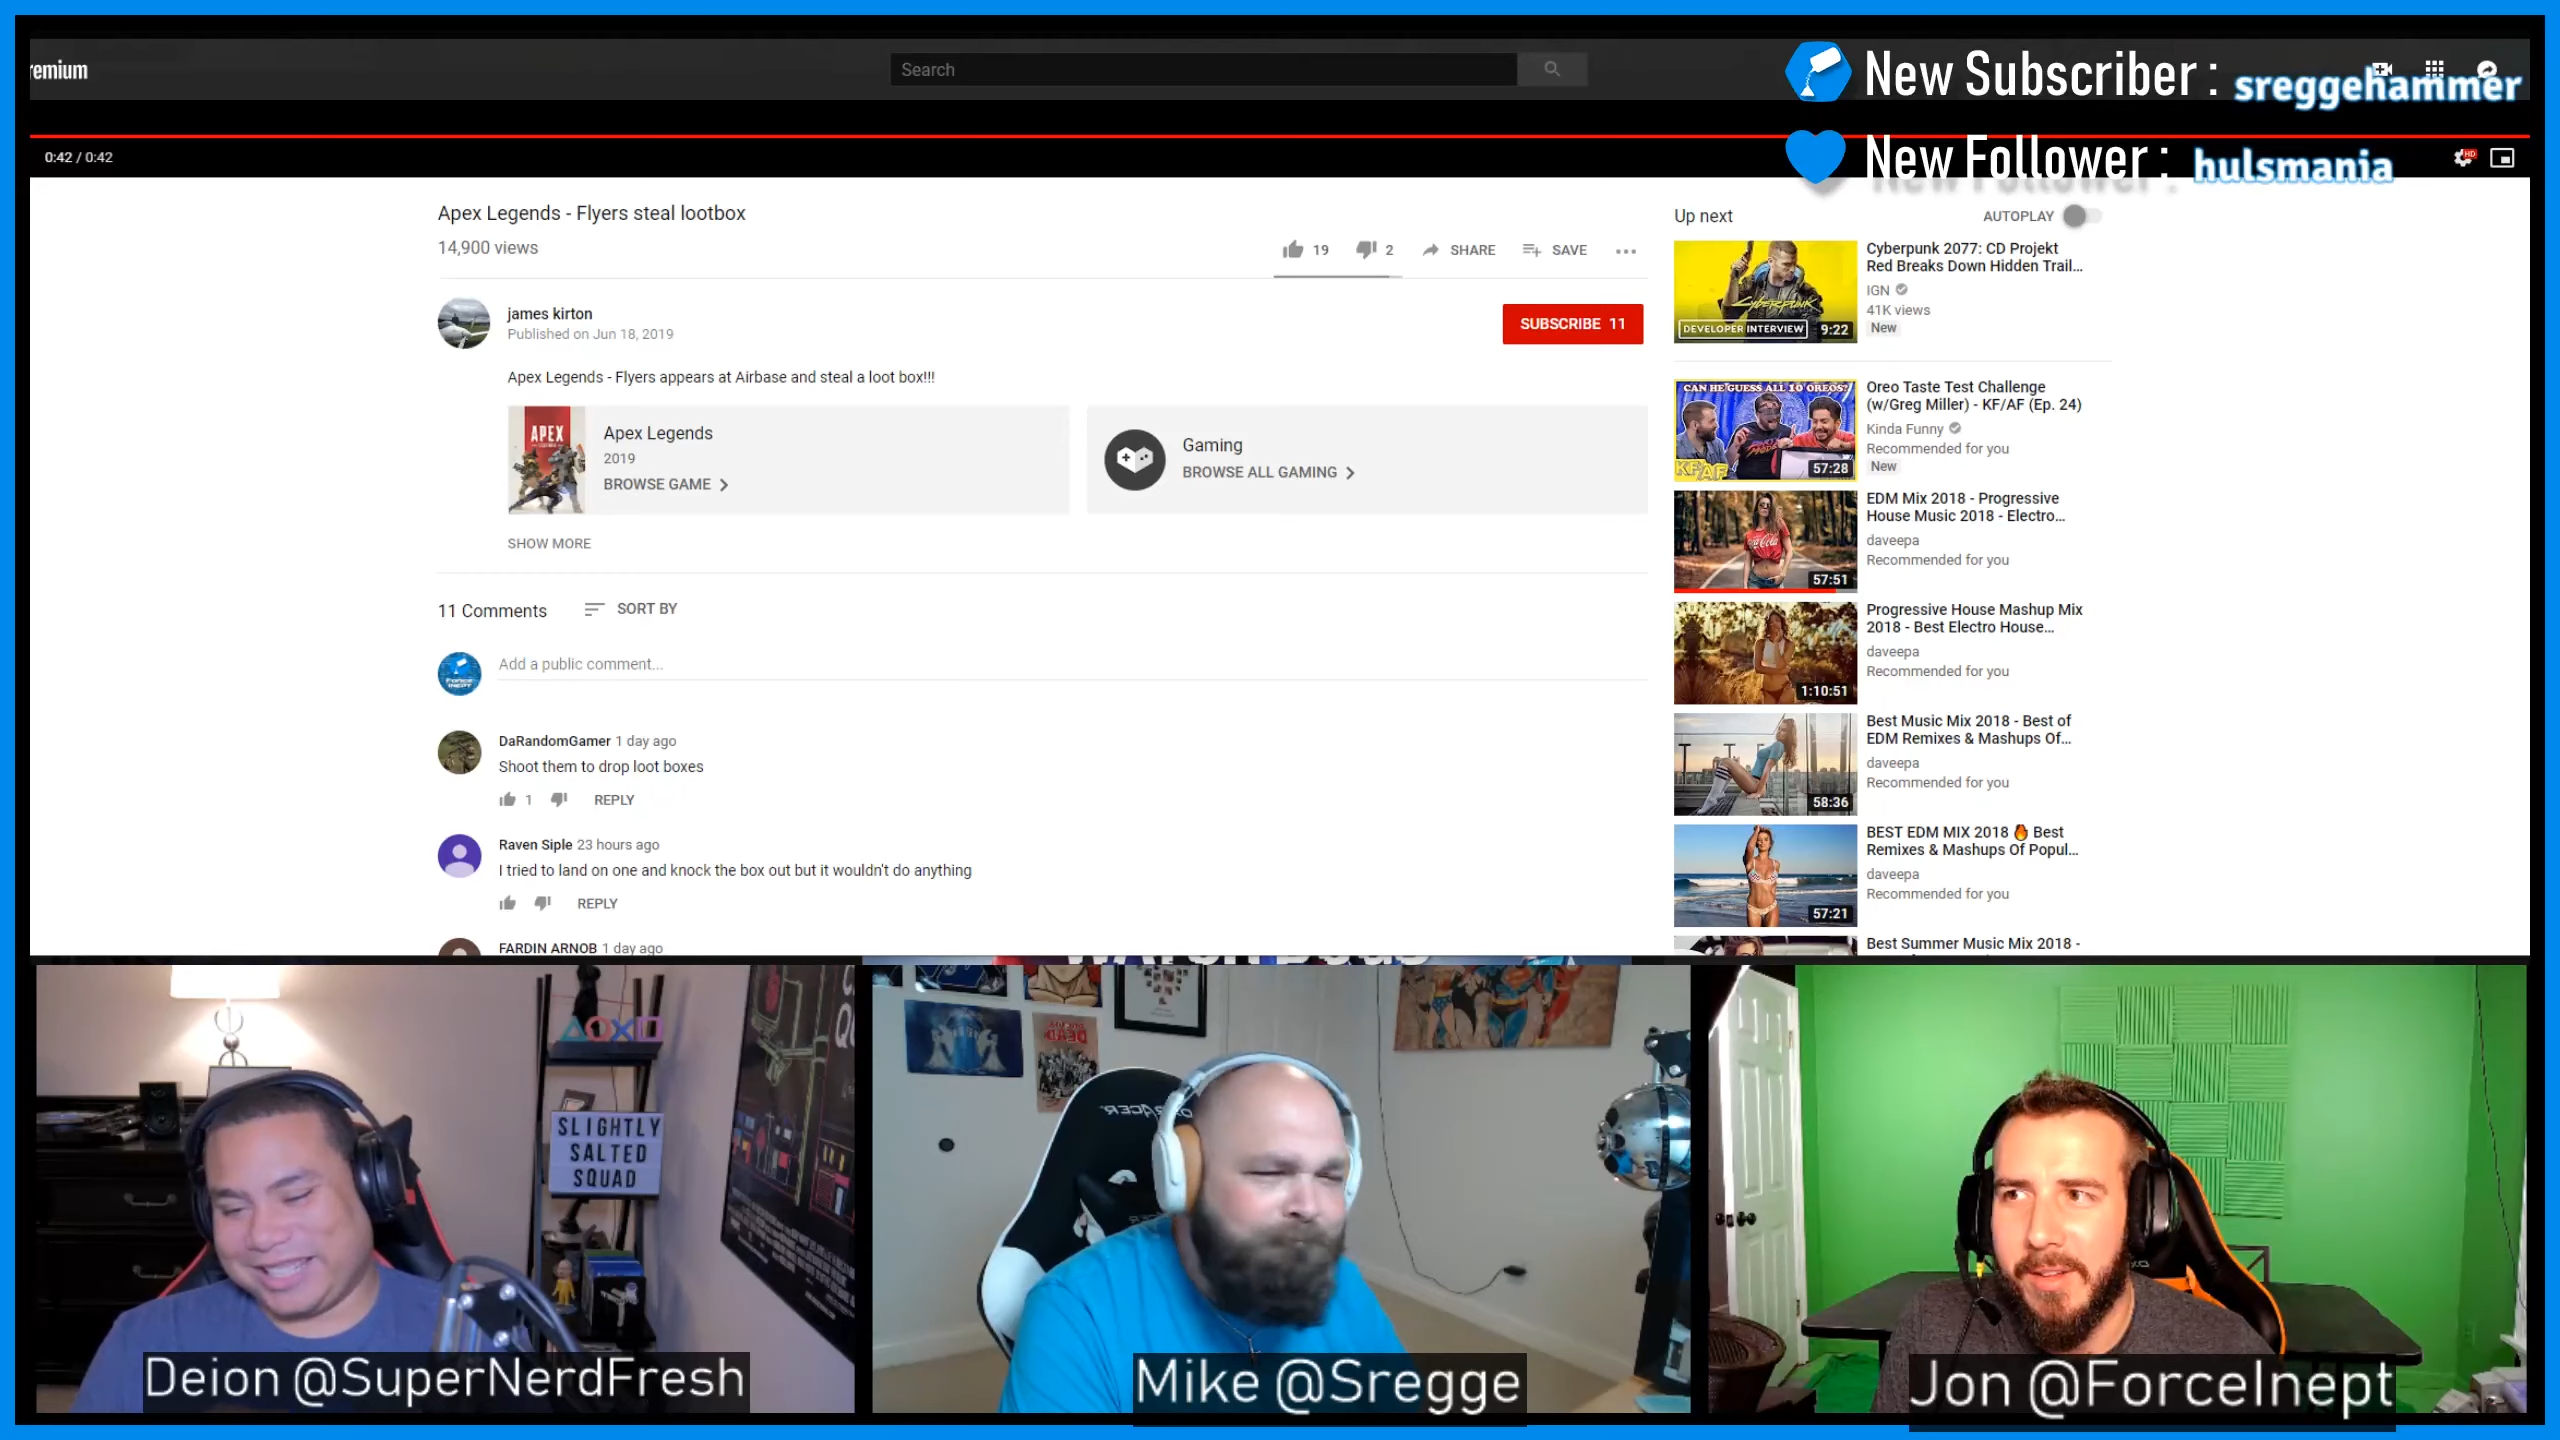 remium
Search
New Subscriber : sreggehammer
0:42 / 0:42
New Follower : hulsmania
HD
Apex Legends - Flyers steal lootbox
14,900 views
19
2
SHARE
SAVE
james kirton
Published on Jun 18, 2019
SUBSCRIBE 11
Apex Legends - Flyers appears at Airbase and steal a loot box!!!
APEX
Apex Legends
2019
BROWSE GAME
Gaming
BROWSE ALL GAMING
SHOW MORE
11 Comments
SORT BY
Add a public comment...
DaRandomGamer 1 day ago
Shoot them to drop loot boxes
1
REPLY
Raven Siple 23 hours ago
I tried to land on one and knock the box out but it wouldn't do anything
REPLY
FARDIN ARNOB 1 day ago
Up next
AUTOPLAY
CYBERPUNK
DEVELOPER INTERVIEW
9:22
Cyberpunk 2077: CD Projekt
Red Breaks Down Hidden Trail...
IGN
41K views
New
CAN HE GUESS ALL 10 OREOS?
KF/AF
57:28
Oreo Taste Test Challenge
(w/Greg Miller) - KF/AF (Ep. 24)
Kinda Funny
Recommended for you
New
Coca-Cola
57:51
EDM Mix 2018 - Progressive
House Music 2018 - Electro...
daveepa
Recommended for you
1:10:51
Progressive House Mashup Mix
2018 - Best Electro House...
daveepa
Recommended for you
58:36
Best Music Mix 2018 - Best of
EDM Remixes & Mashups Of...
daveepa
Recommended for you
57:21
BEST EDM MIX 2018 🔥 Best
Remixes & Mashups Of Popul...
daveepa
Recommended for you
Best Summer Music Mix 2018 -
SLIGHTLY
SALTED
SQUAD
DEAD
Deion @SuperNerdFresh
Mike @Sregge
Jon @ForceInept